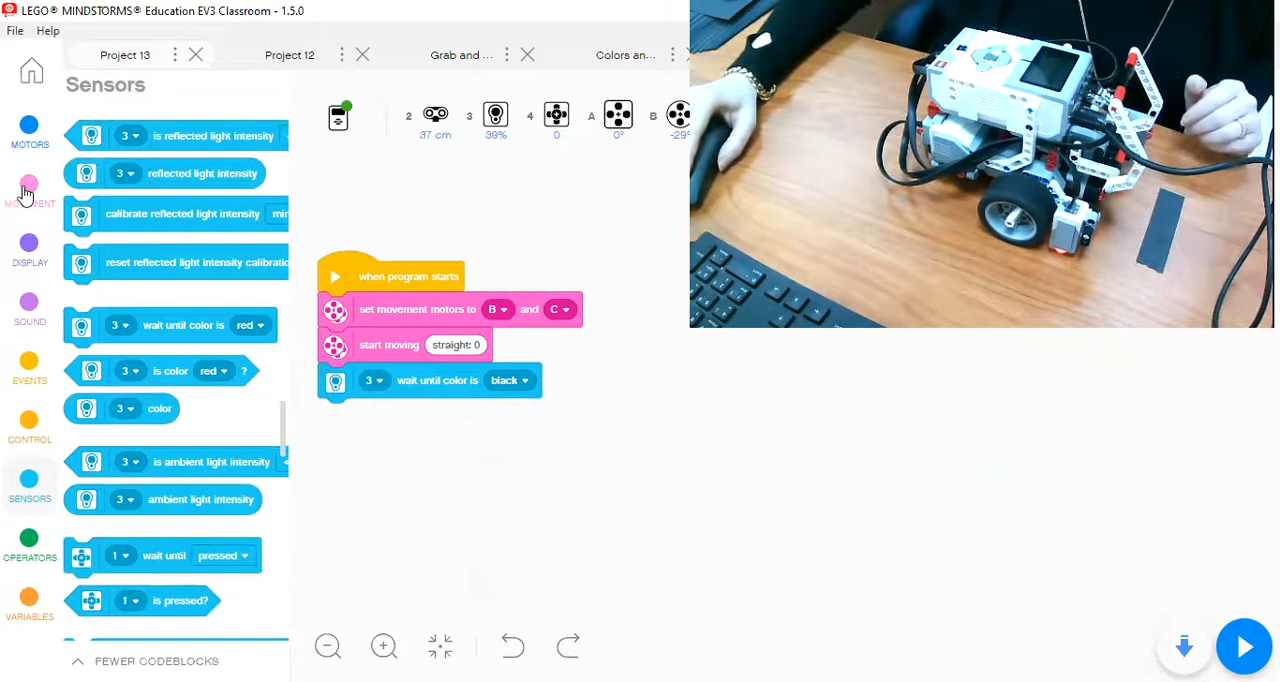 LEGO® MINDSTORMS® Education EV3 Classroom - 1.5.0
File Help
Project 13
Project 12
Grab and ...
Colors an...
Sensors
2 3 4 A B
37 cm 39% 0 0° -29°
MOTORS
MOVEMENT
DISPLAY
SOUND
EVENTS
CONTROL
SENSORS
OPERATORS
VARIABLES
3 is reflected light intensity
3 reflected light intensity
calibrate reflected light intensity min
reset reflected light intensity calibratio
3 wait until color is red
3 is color red ?
3 color
3 is ambient light intensity
3 ambient light intensity
1 wait until pressed
1 is pressed?
FEWER CODEBLOCKS
when program starts
set movement motors to B and C
start moving straight: 0
3 wait until color is black